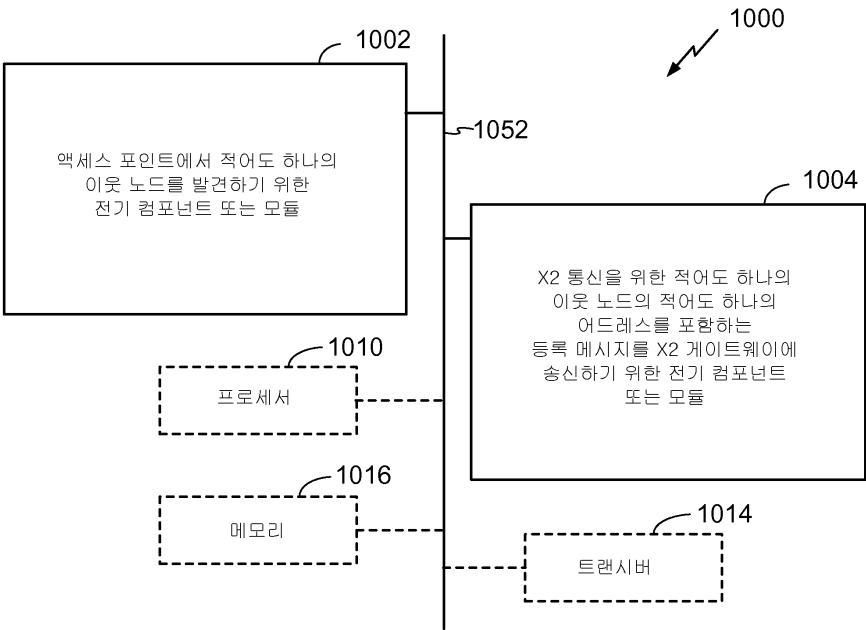 1000
1002
액세스 포인트에서 적어도 하나의
이웃 노드를 발견하기 위한
전기 컴포넌트 또는 모듈
1052
1004
X2 통신을 위한 적어도 하나의
이웃 노드의 적어도 하나의
어드레스를 포함하는
등록 메시지를 X2 게이트웨이에
송신하기 위한 전기 컴포넌트
또는 모듈
1010
프로세서
1016
메모리
1014
트랜시버